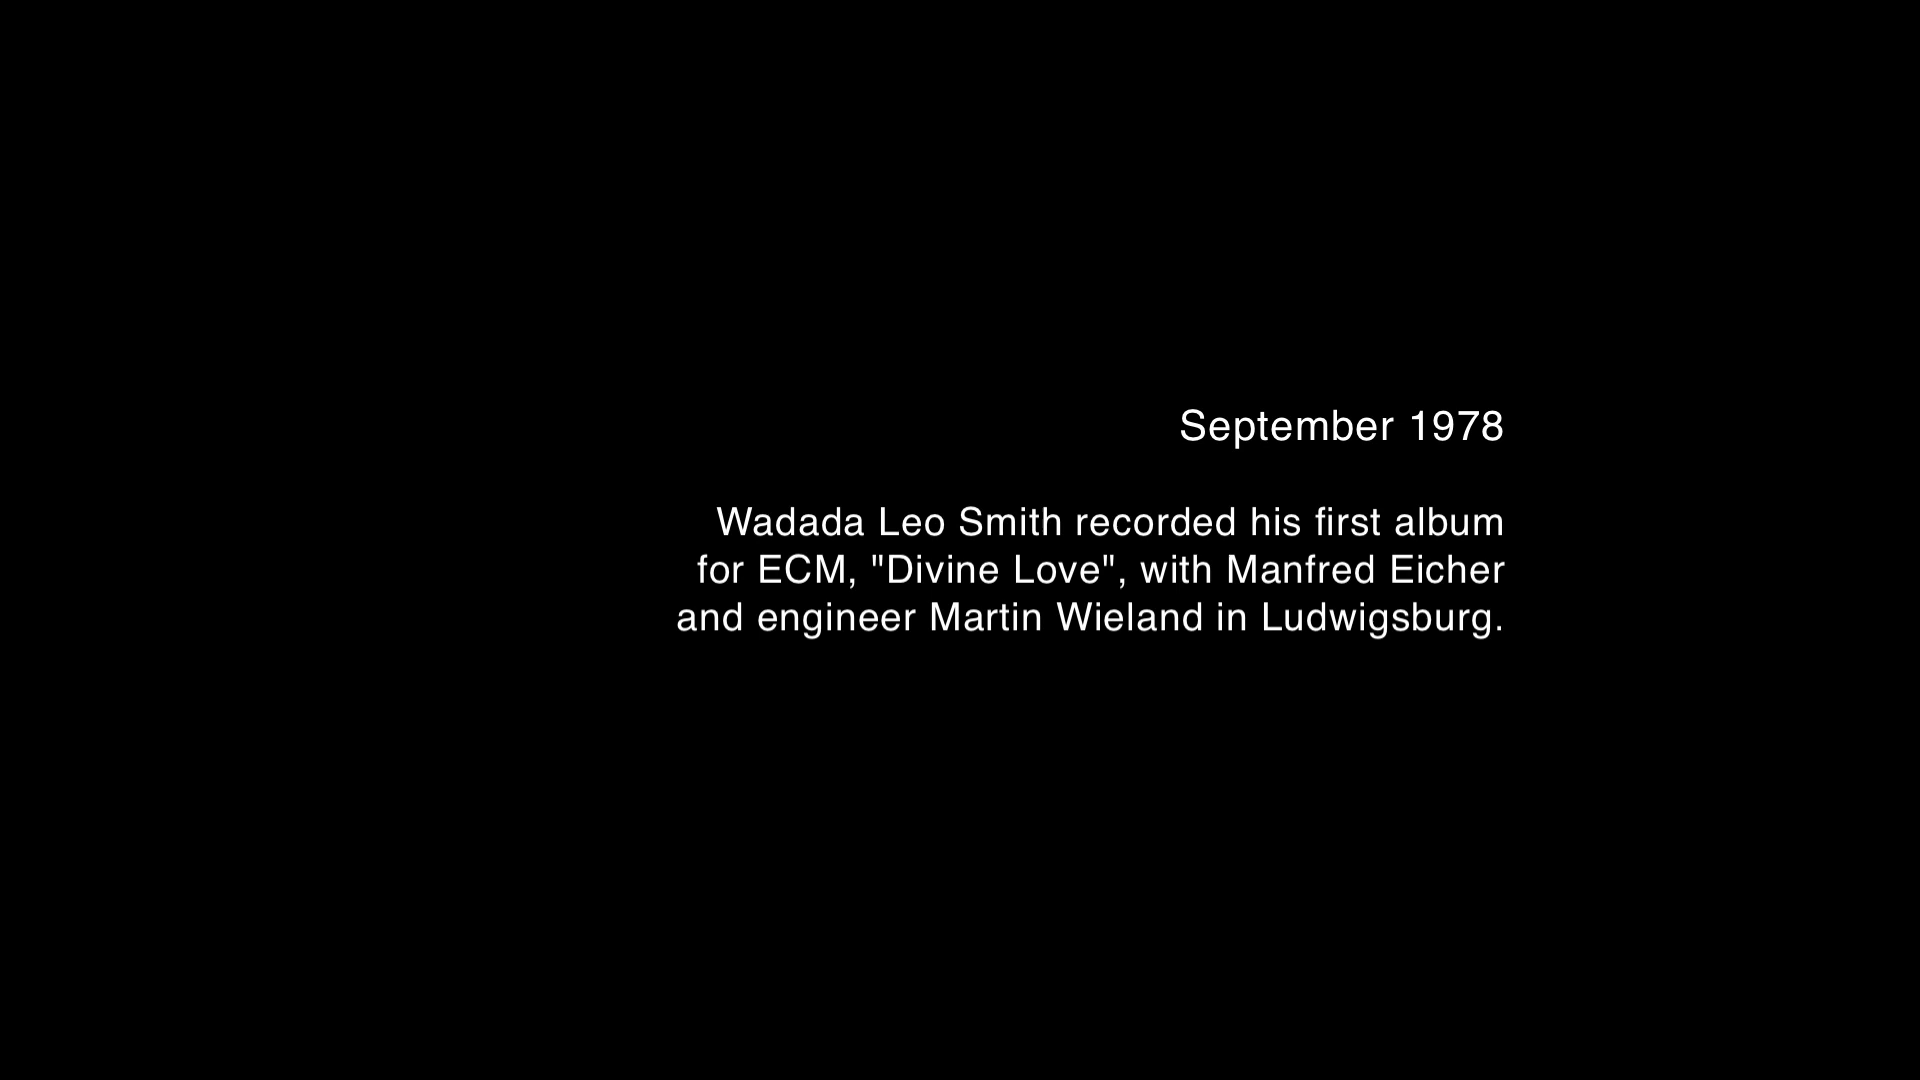 September 1978
Wadada Leo Smith recorded his first album
for ECM, "Divine Love", with Manfred Eicher
and engineer Martin Wieland in Ludwigsburg.